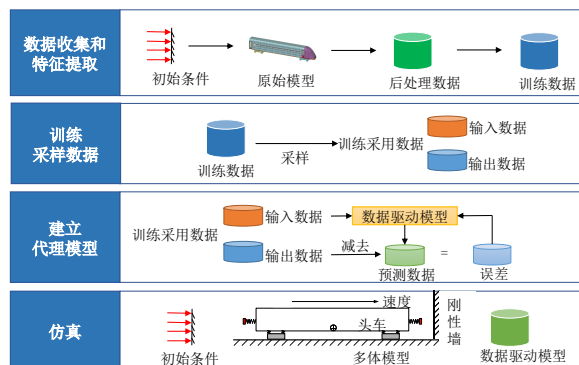 数据收集和
特征提取
初始条件
原始模型
后处理数据
训练数据
训练
采样数据
训练数据
采样
训练采用数据
输入数据
输出数据
建立
代理模型
训练采用数据
输入数据
输出数据
减去
数据驱动模型
预测数据
=
误差
仿真
初始条件
速度
头车
多体模型
刚性墙
数据驱动模型